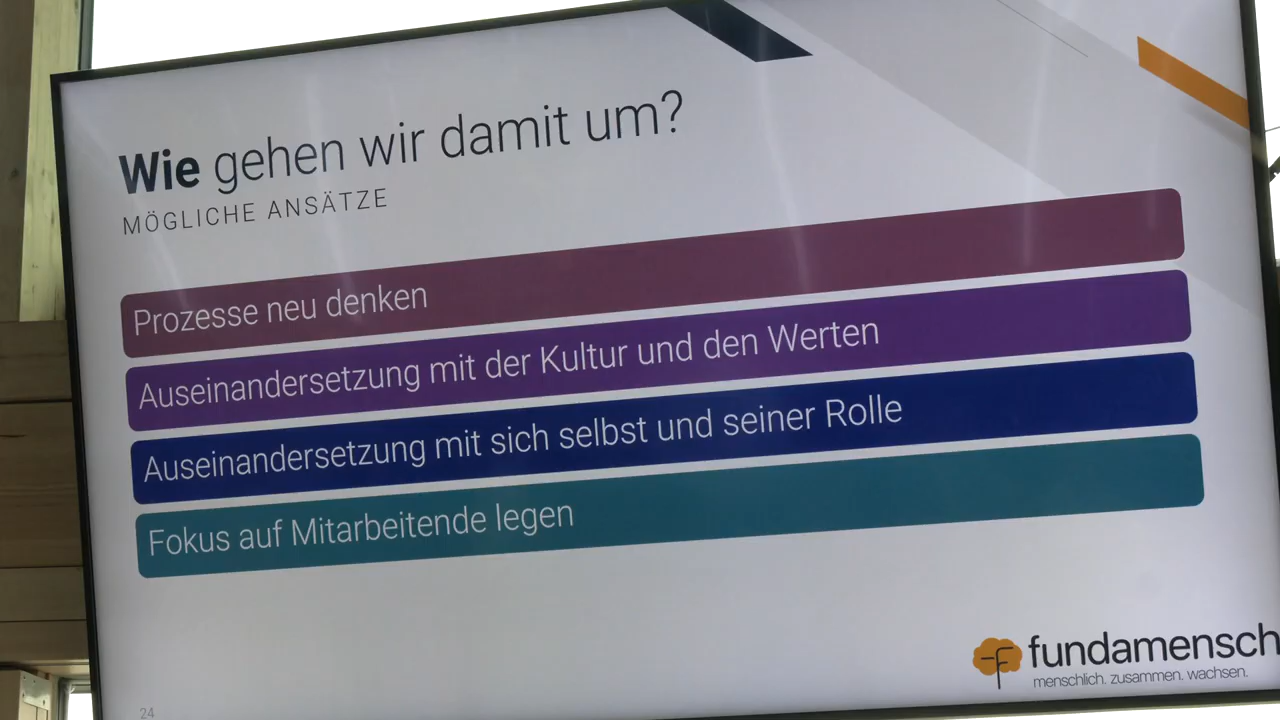 Wie gehen wir damit um?
MÖGLICHE ANSÄTZE
Prozesse neu denken
Auseinandersetzung mit der Kultur und den Werten
Auseinandersetzung mit sich selbst und seiner Rolle
Fokus auf Mitarbeitende legen
fundamensch
menschlich. zusammen. wachsen.
24